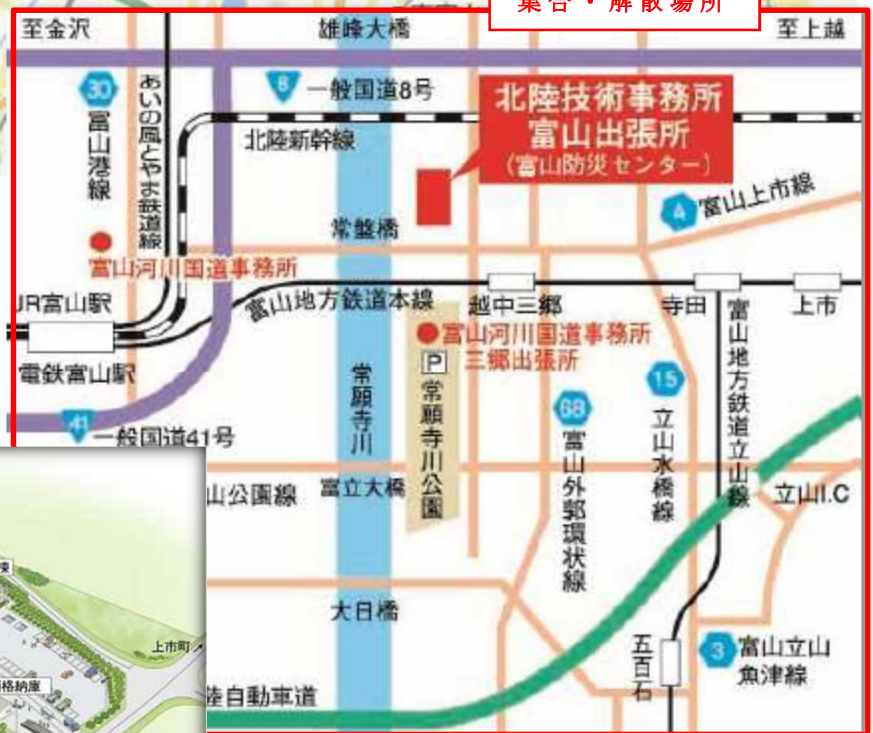 集合・解散場所
至金沢
雄峰大橋
至上越
30
富山港線
あいの風とやま鉄道線
8
一般国道8号
北陸新幹線
北陸技術事務所
富山出張所
(富山防災センター)
4
富山上市線
常盤橋
富山河川国道事務所
JR富山駅
電鉄富山駅
富山地方鉄道本線
越中三郷
寺田
上市
富山河川国道事務所
三郷出張所
P
常願寺川公園
常願寺川
15
立山水橋線
68
富山外郭環状線
富山地方鉄道立山線
41
一般国道41号
山公園線
富立大橋
立山I.C
大日橋
五百石
3
富山立山
魚津線
陸自動車道
上市町
格納庫